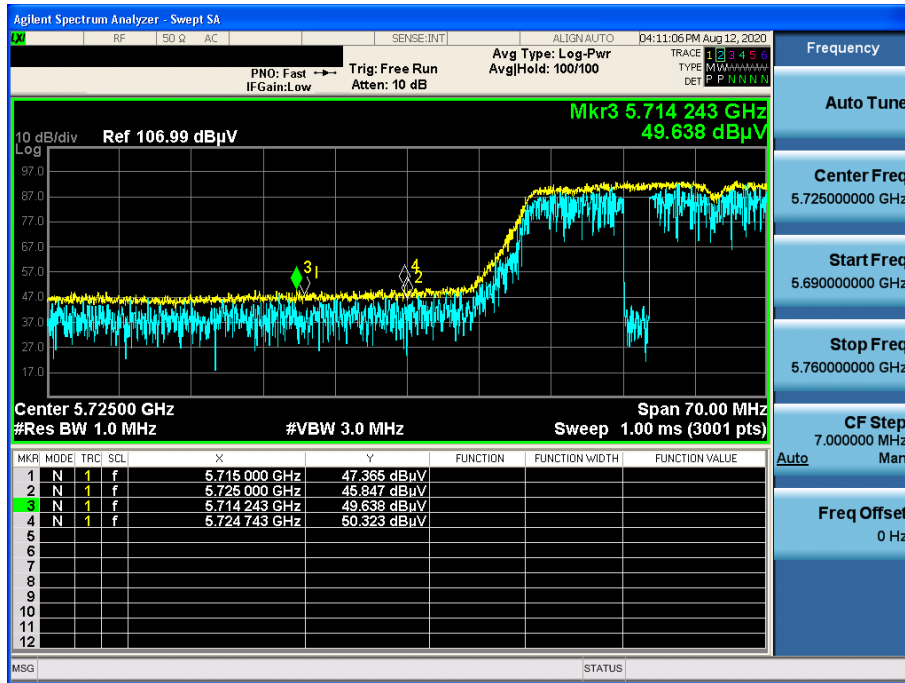 Agilent Spectrum Analyzer - Swept SA
LXI RF 50 Ω AC SENSE:INT ALIGNAUTO 04:11:06 PM Aug 12, 2020
PNO: Fast Trig: Free Run Avg Type: Log-Pwr TRACE 1 2 3 4 5 6
IFGain:Low Atten: 10 dB Avg|Hold: 100/100 TYPE M W
DET P P N N N N
Frequency
Auto Tune
Center Freq
5.725000000 GHz
Start Freq
5.690000000 GHz
Stop Freq
5.760000000 GHz
CF Step
7.000000 MHz
Auto Man
Freq Offset
0 Hz
Mkr3 5.714 243 GHz
49.638 dBµV
10 dB/div Ref 106.99 dBµV
Log
97.0
87.0
77.0
67.0
57.0
47.0
37.0
27.0
17.0
3 1 4 2
Center 5.72500 GHz Span 70.00 MHz
#Res BW 1.0 MHz #VBW 3.0 MHz Sweep 1.00 ms (3001 pts)
MKR MODE TRC SCL X Y FUNCTION FUNCTION WIDTH FUNCTION VALUE
1 N 1 f 5.715 000 GHz 47.365 dBµV
2 N 1 f 5.725 000 GHz 45.847 dBµV
3 N 1 f 5.714 243 GHz 49.638 dBµV
4 N 1 f 5.724 743 GHz 50.323 dBµV
5
6
7
8
9
10
11
12
MSG STATUS